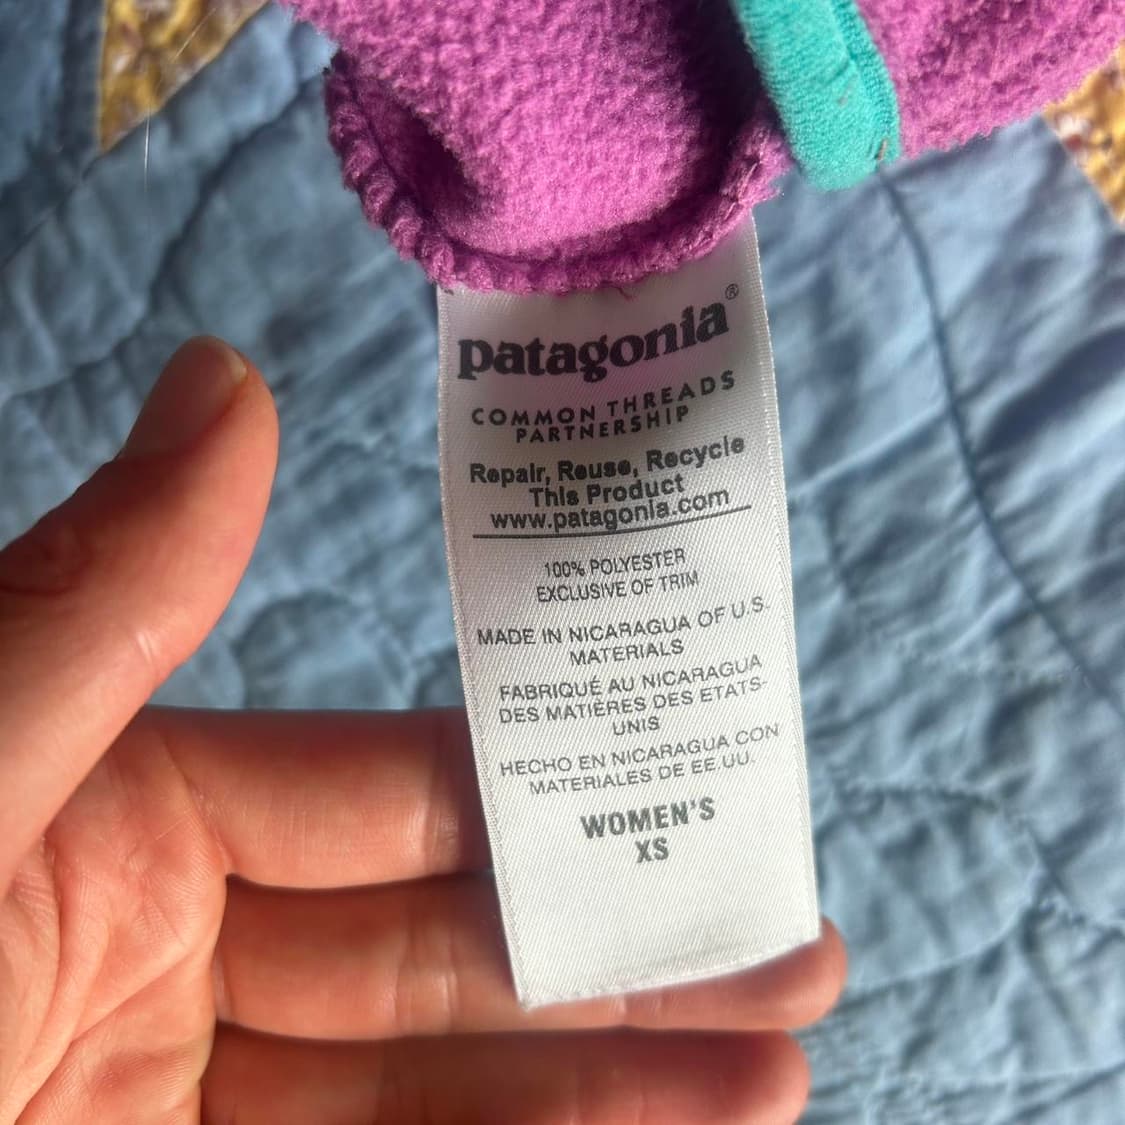 patagonia®
COMMON THREADS
PARTNERSHIP
Repair, Reuse, Recycle
This Product
www.patagonia.com
100% POLYESTER
EXCLUSIVE OF TRIM
MADE IN NICARAGUA OF U.S.
MATERIALS
FABRIQUÉ AU NICARAGUA
DES MATIÈRES DES ETATS-
UNIS
HECHO EN NICARAGUA CON
MATERIALES DE EE.UU.
WOMEN'S
XS